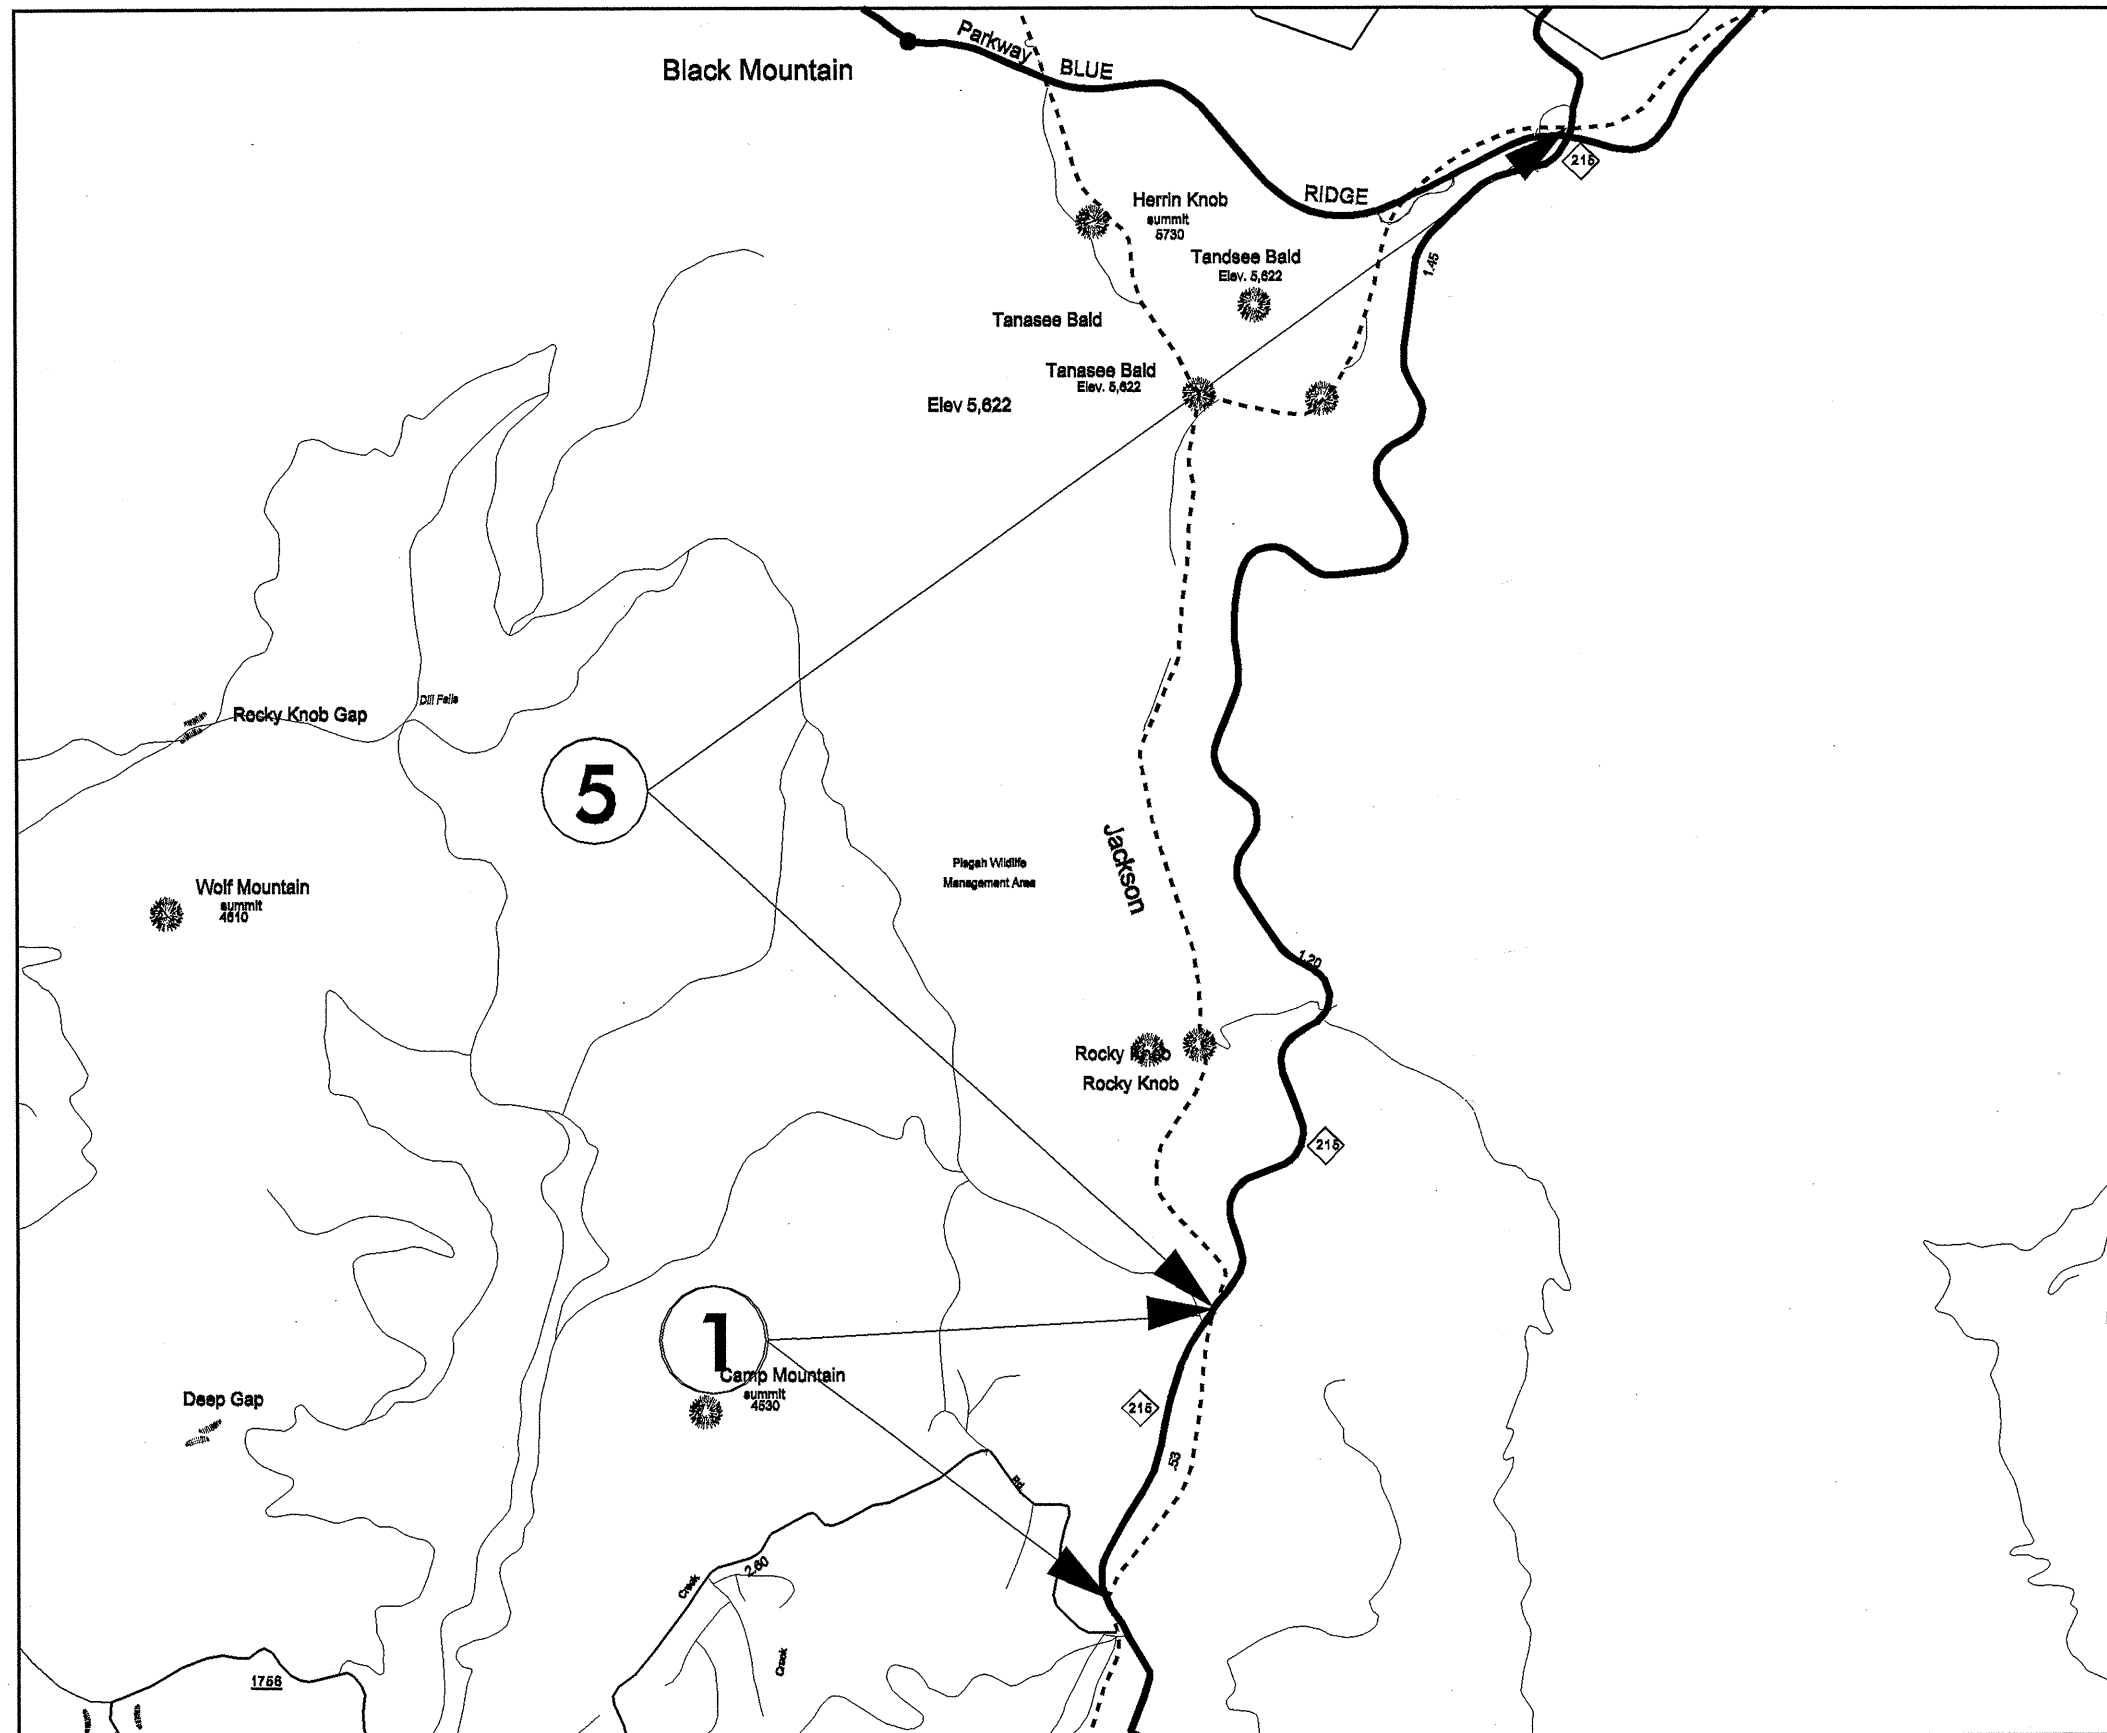 Parkway
BLUE
Black Mountain
215
RIDGE
Herrin Knob
summit
5730
Tandsee Bald
Elev. 5,622
1.45
Tanasee Bald
Tanasee Bald
Elev. 5,622
Elev 5,622
Dill Falls
Rocky Knob Gap
5
Jackson
Pisgah Wildlife
Management Area
Wolf Mountain
summit
4610
1.20
Rocky Knob
Rocky Knob
215
1
Camp Mountain
summit
4530
Deep Gap
215
.53
Rd
2.60
Creek
Creek
1756